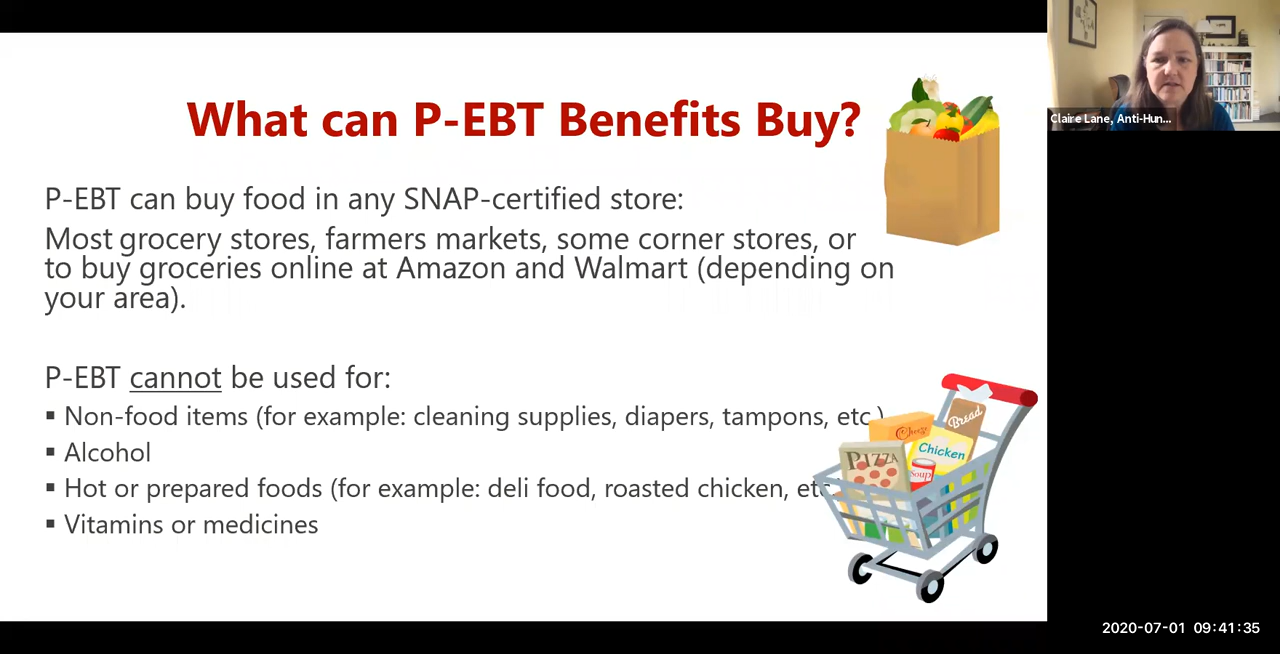 What can P-EBT Benefits Buy?
P-EBT can buy food in any SNAP-certified store:
Most grocery stores, farmers markets, some corner stores, or
to buy groceries online at Amazon and Walmart (depending on
your area).
P-EBT cannot be used for:
▪ Non-food items (for example: cleaning supplies, diapers, tampons, etc.)
▪ Alcohol
▪ Hot or prepared foods (for example: deli food, roasted chicken, etc
▪ Vitamins or medicines
Bread
Cheez
Chicken
PIZZA
Soup
Claire Lane, Anti-Hun...
2020-07-01 09:41:35